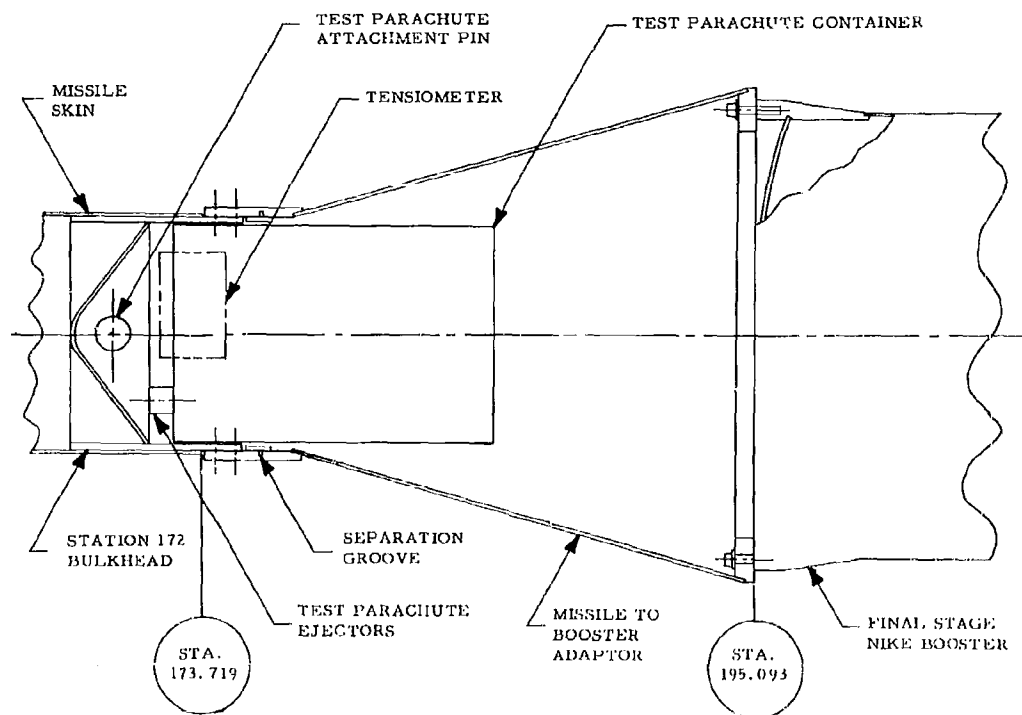 TEST PARACHUTE
ATTACHMENT PIN
TEST PARACHUTE CONTAINER
MISSILE
SKIN
TENSIOMETER
STATION 172
BULKHEAD
SEPARATION
GROOVE
TEST PARACHUTE
EJECTORS
MISSILE TO
BOOSTER
ADAPTOR
FINAL STAGE
NIKE BOOSTER
STA.
173.719
STA.
195.093